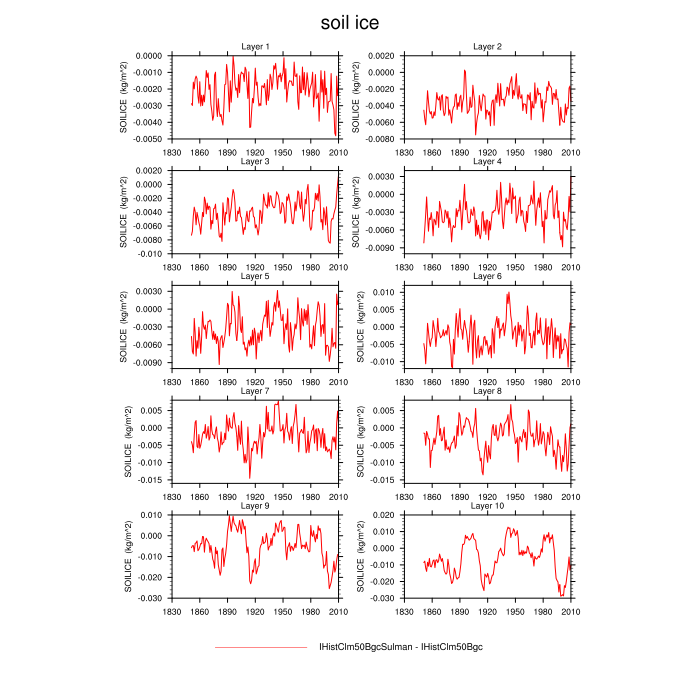 soil ice
Layer 1 Layer 2
0.0000 -0.0010 -0.0020 -0.0030 -0.0040 -0.0050
SOILICE (kg/m^2)
1830 1860 1890 1920 1950 1980 2010
0.0020 0.0000 -0.0020 -0.0040 -0.0060 -0.0080
SOILICE (kg/m^2)
1830 1860 1890 1920 1950 1980 2010
Layer 3 Layer 4
0.0020 0.0000 -0.0020 -0.0040 -0.0060 -0.0080 -0.010
SOILICE (kg/m^2)
1830 1860 1890 1920 1950 1980 2010
0.0030 0.0000 -0.0030 -0.0060 -0.0090
SOILICE (kg/m^2)
1830 1860 1890 1920 1950 1980 2010
Layer 5 Layer 6
0.0030 0.0000 -0.0030 -0.0060 -0.0090
SOILICE (kg/m^2)
1830 1860 1890 1920 1950 1980 2010
0.010 0.005 0.000 -0.005 -0.010
SOILICE (kg/m^2)
1830 1860 1890 1920 1950 1980 2010
Layer 7 Layer 8
0.005 0.000 -0.005 -0.010 -0.015
SOILICE (kg/m^2)
1830 1860 1890 1920 1950 1980 2010
0.005 0.000 -0.005 -0.010 -0.015
SOILICE (kg/m^2)
1830 1860 1890 1920 1950 1980 2010
Layer 9 Layer 10
0.010 0.000 -0.010 -0.020 -0.030
SOILICE (kg/m^2)
1830 1860 1890 1920 1950 1980 2010
0.020 0.010 0.000 -0.010 -0.020 -0.030
SOILICE (kg/m^2)
1830 1860 1890 1920 1950 1980 2010
IHistClm50BgcSulman - IHistClm50Bgc